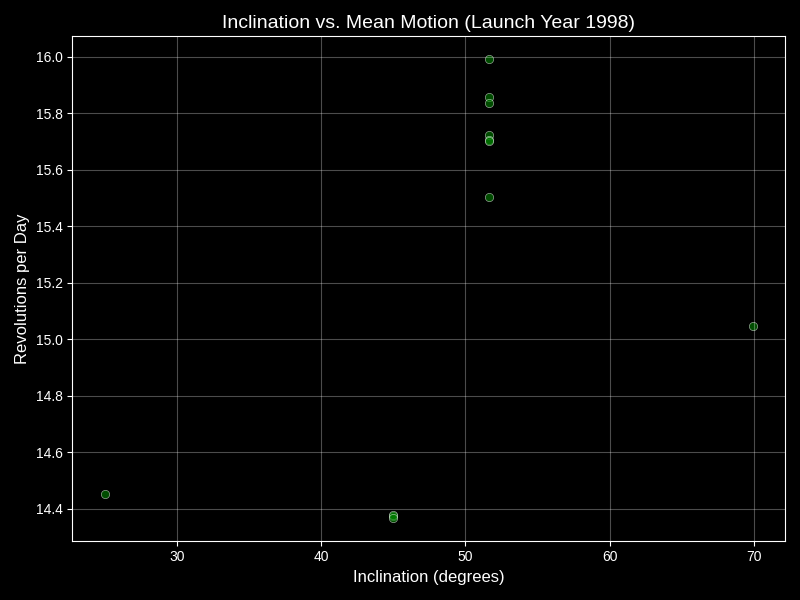 Inclination vs. Mean Motion (Launch Year 1998)
16.0
15.8
15.6
15.4
15.2
15.0
14.8
14.6
14.4
Revolutions per Day
30 40 50 60 70
Inclination (degrees)